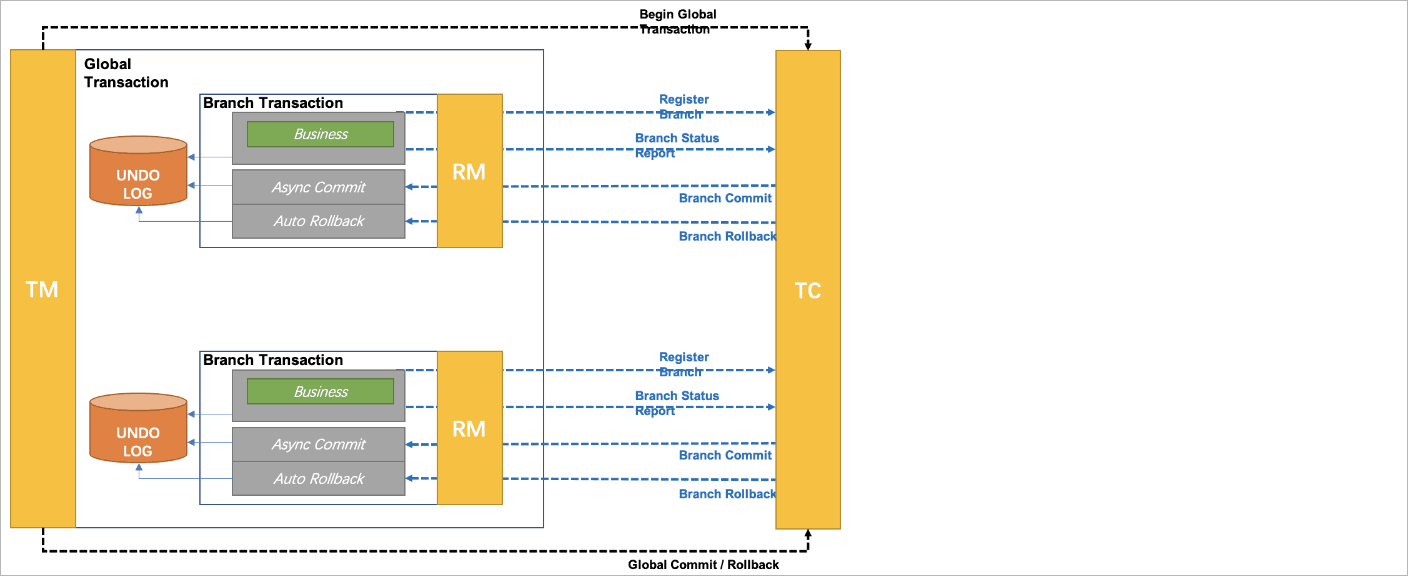 Begin Global
Transaction
Global
Transaction
Branch Transaction
Business
Async Commit
Auto Rollback
UNDO
LOG
RM
Register
Branch
Branch Status
Report
Branch Commit
Branch Rollback
TM
TC
Branch Transaction
Business
Async Commit
Auto Rollback
UNDO
LOG
RM
Register
Branch
Branch Status
Report
Branch Commit
Branch Rollback
Global Commit / Rollback